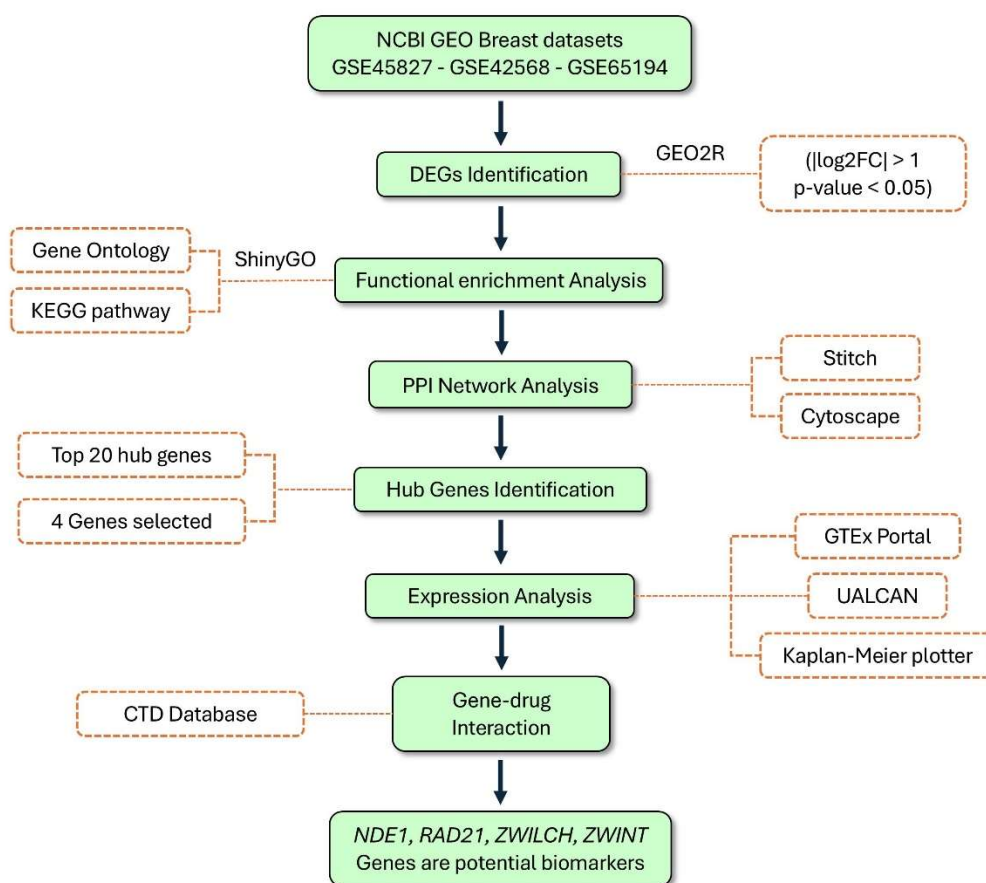 NCBI GEO Breast datasets
GSE45827 - GSE42568 - GSE65194
DEGs Identification
GEO2R
(|log2FC| > 1
p-value < 0.05)
Gene Ontology
KEGG pathway
ShinyGO
Functional enrichment Analysis
PPI Network Analysis
Stitch
Cytoscape
Top 20 hub genes
4 Genes selected
Hub Genes Identification
Expression Analysis
GTEx Portal
UALCAN
Kaplan-Meier plotter
CTD Database
Gene-drug
Interaction
NDE1, RAD21, ZWILCH, ZWINT
Genes are potential biomarkers